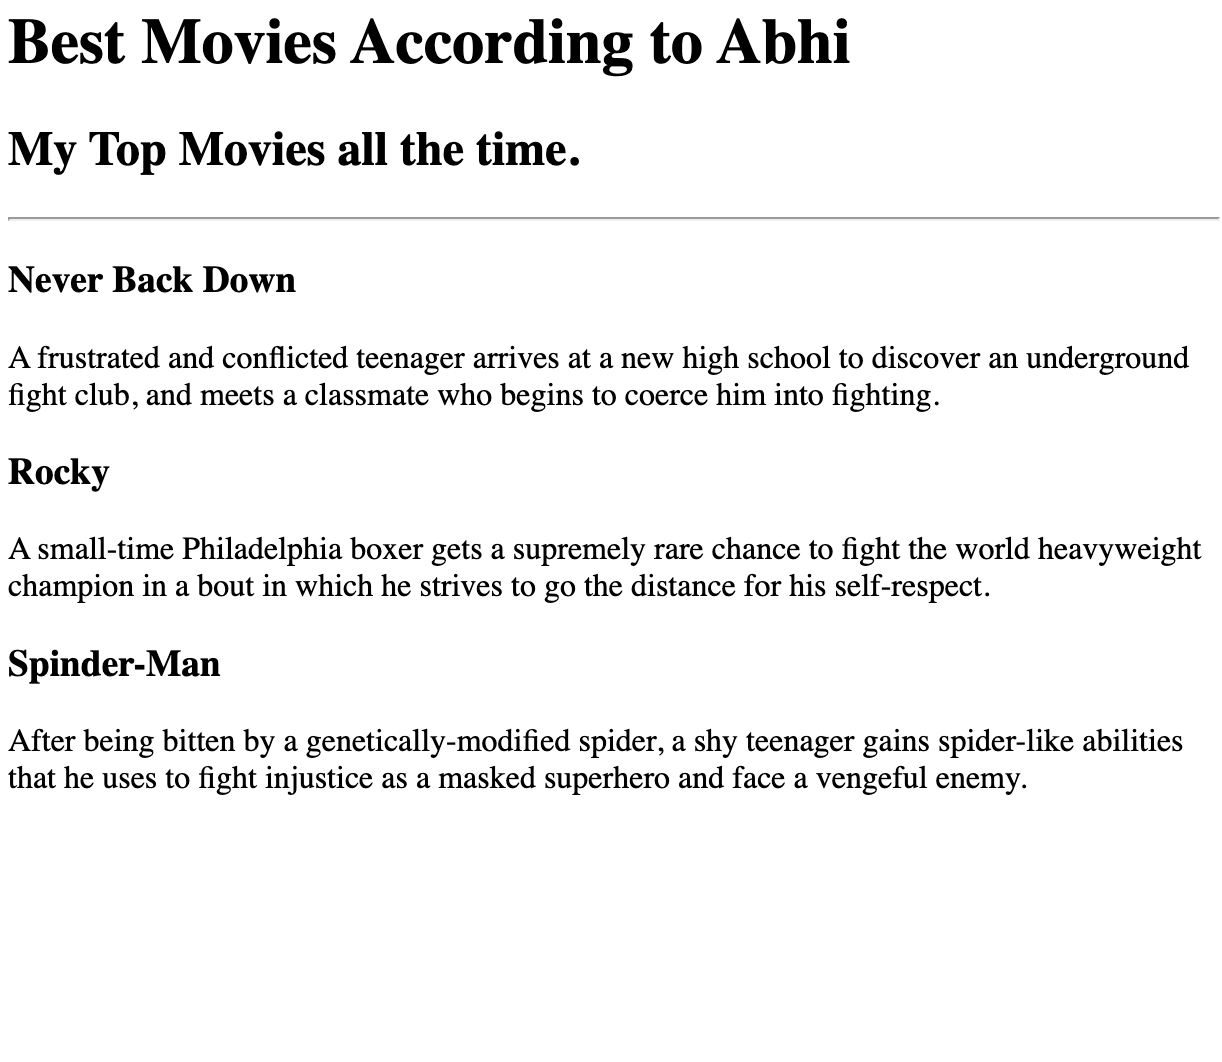 Best Movies According to Abhi
My Top Movies all the time.
Never Back Down
A frustrated and conflicted teenager arrives at a new high school to discover an underground
fight club, and meets a classmate who begins to coerce him into fighting.
Rocky
A small-time Philadelphia boxer gets a supremely rare chance to fight the world heavyweight
champion in a bout in which he strives to go the distance for his self-respect.
Spinder-Man
After being bitten by a genetically-modified spider, a shy teenager gains spider-like abilities
that he uses to fight injustice as a masked superhero and face a vengeful enemy.